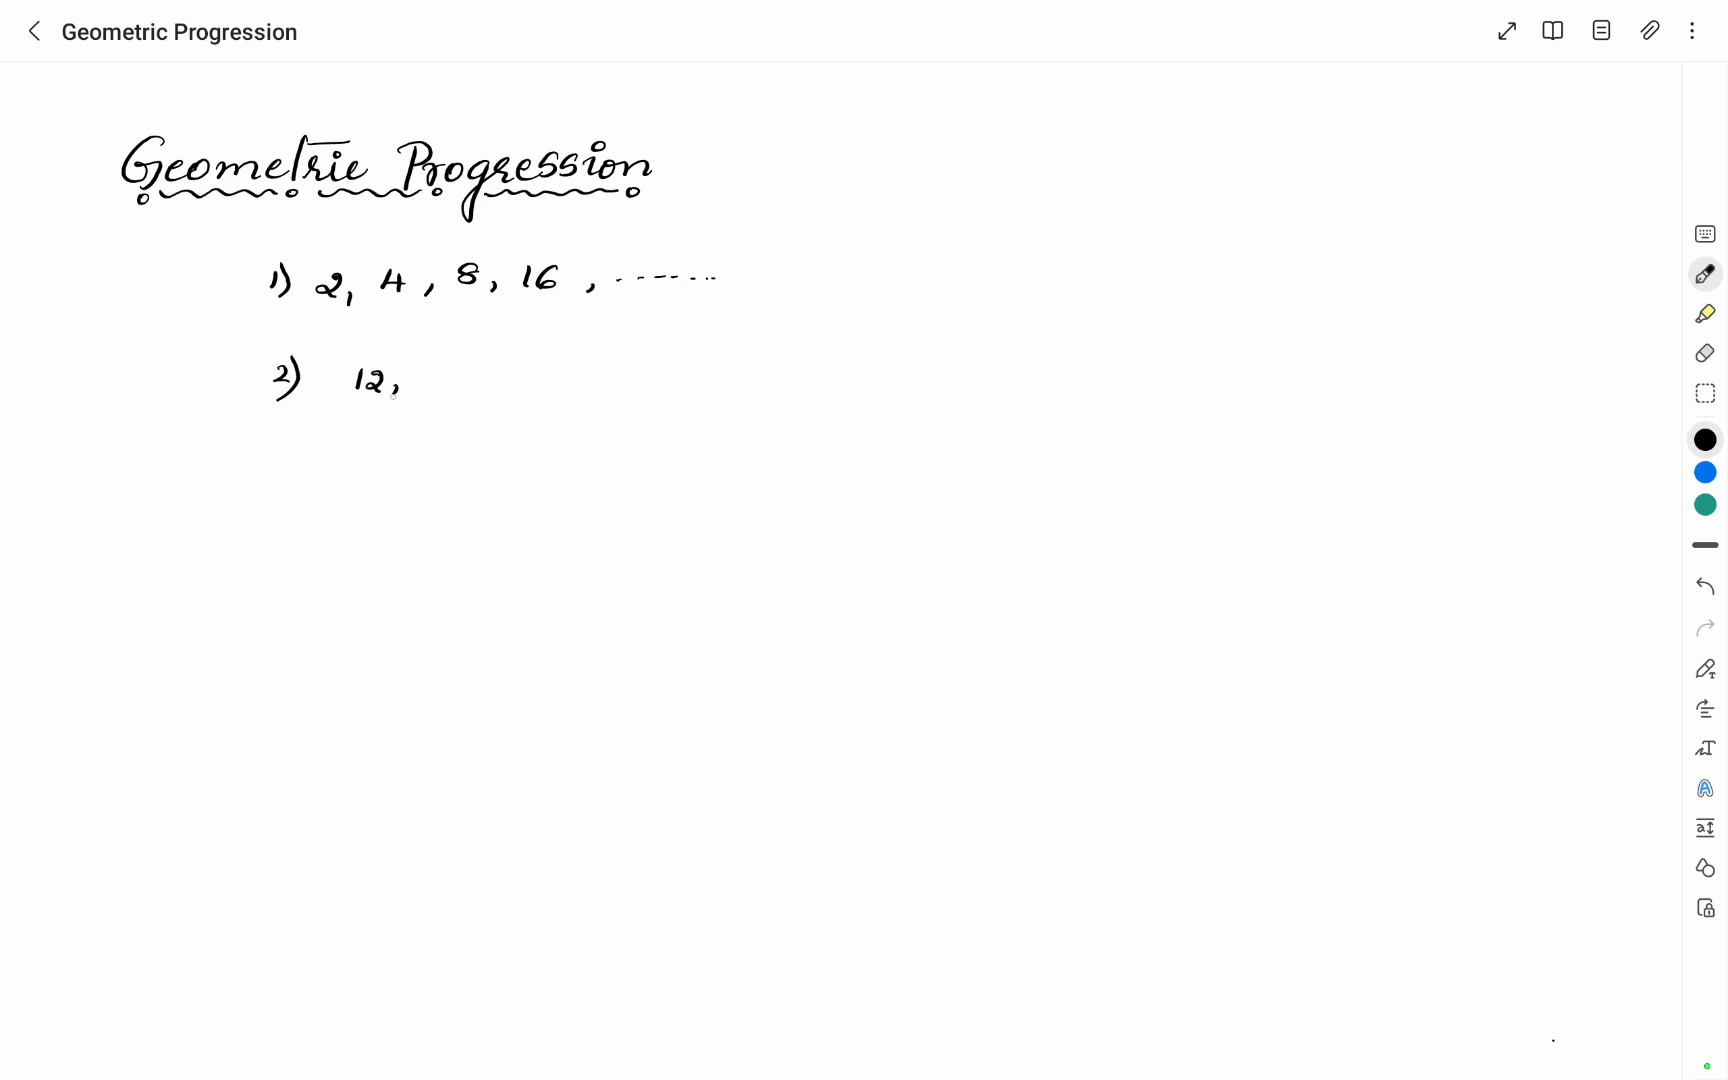 Geometric Progression
Geometric Progression
1) 2, 4, 8, 16, -------
2) 12,